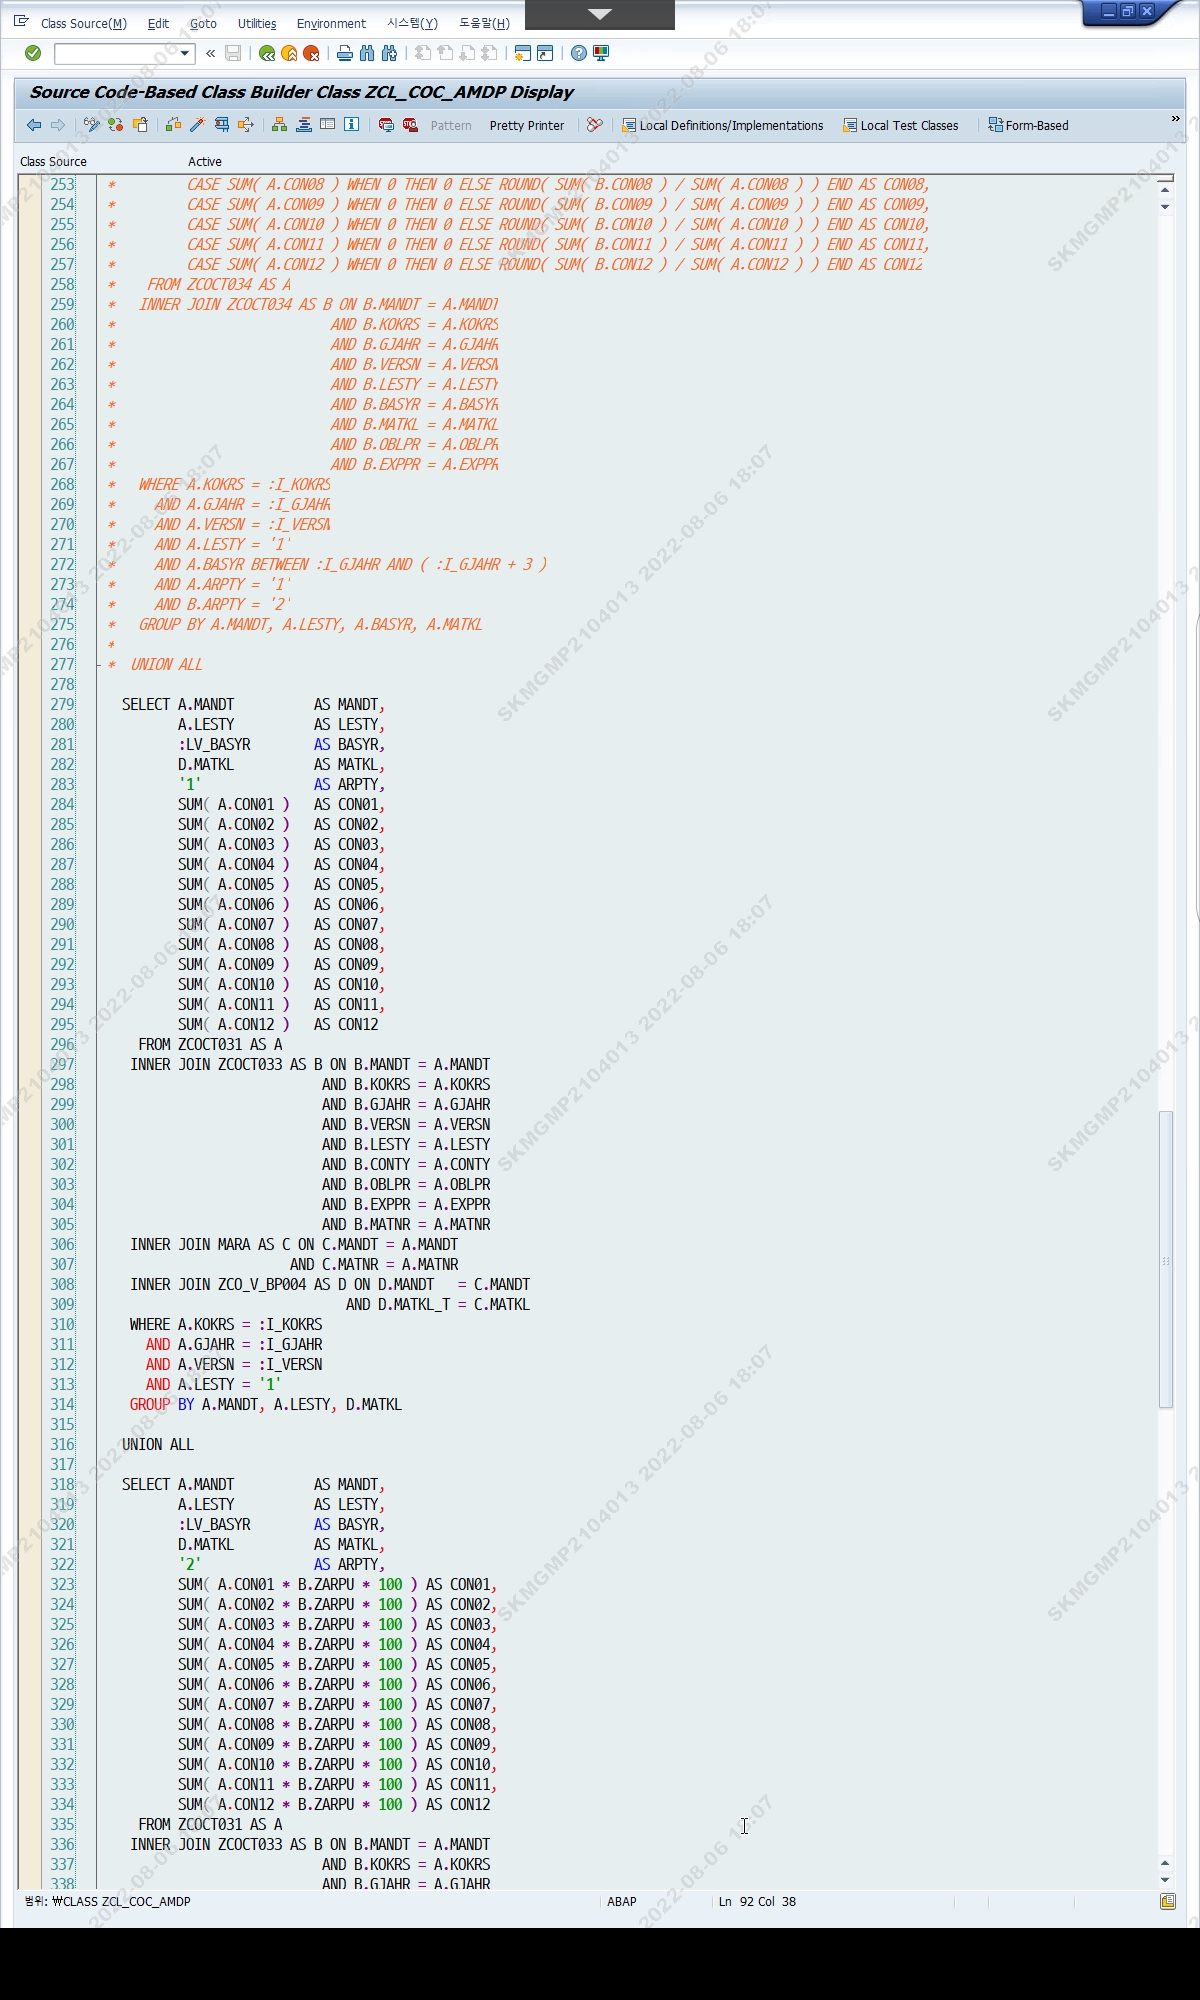 Class Source(M) Edit Goto Utilities Environment 시스템(Y) 도움말(H)
Source Code-Based Class Builder Class ZCL_COC_AMDP Display
Pattern Pretty Printer Local Definitions/Implementations Local Test Classes Form-Based
Class Source Active
253 * CASE SUM( A.CON08 ) WHEN 0 THEN 0 ELSE ROUND( SUM( B.CON08 ) / SUM( A.CON08 ) ) END AS CON08,
254 * CASE SUM( A.CON09 ) WHEN 0 THEN 0 ELSE ROUND( SUM( B.CON09 ) / SUM( A.CON09 ) ) END AS CON09,
255 * CASE SUM( A.CON10 ) WHEN 0 THEN 0 ELSE ROUND( SUM( B.CON10 ) / SUM( A.CON10 ) ) END AS CON10,
256 * CASE SUM( A.CON11 ) WHEN 0 THEN 0 ELSE ROUND( SUM( B.CON11 ) / SUM( A.CON11 ) ) END AS CON11,
257 * CASE SUM( A.CON12 ) WHEN 0 THEN 0 ELSE ROUND( SUM( B.CON12 ) / SUM( A.CON12 ) ) END AS CON12
258 * FROM ZCOCT034 AS A
259 * INNER JOIN ZCOCT034 AS B ON B.MANDT = A.MANDT
260 * AND B.KOKRS = A.KOKRS
261 * AND B.GJAHR = A.GJAHR
262 * AND B.VERSN = A.VERSN
263 * AND B.LESTY = A.LESTY
264 * AND B.BASYR = A.BASYR
265 * AND B.MATKL = A.MATKL
266 * AND B.OBLPR = A.OBLPR
267 * AND B.EXPPR = A.EXPPR
268 * WHERE A.KOKRS = :I_KOKRS
269 * AND A.GJAHR = :I_GJAHR
270 * AND A.VERSN = :I_VERSN
271 * AND A.LESTY = '1'
272 * AND A.BASYR BETWEEN :I_GJAHR AND ( :I_GJAHR + 3 )
273 * AND A.ARPTY = '1'
274 * AND B.ARPTY = '2'
275 * GROUP BY A.MANDT, A.LESTY, A.BASYR, A.MATKL
276 *
277 * UNION ALL
278
279 SELECT A.MANDT AS MANDT,
280 A.LESTY AS LESTY,
281 :LV_BASYR AS BASYR,
282 D.MATKL AS MATKL,
283 '1' AS ARPTY,
284 SUM( A.CON01 ) AS CON01,
285 SUM( A.CON02 ) AS CON02,
286 SUM( A.CON03 ) AS CON03,
287 SUM( A.CON04 ) AS CON04,
288 SUM( A.CON05 ) AS CON05,
289 SUM( A.CON06 ) AS CON06,
290 SUM( A.CON07 ) AS CON07,
291 SUM( A.CON08 ) AS CON08,
292 SUM( A.CON09 ) AS CON09,
293 SUM( A.CON10 ) AS CON10,
294 SUM( A.CON11 ) AS CON11,
295 SUM( A.CON12 ) AS CON12
296 FROM ZCOCT031 AS A
297 INNER JOIN ZCOCT033 AS B ON B.MANDT = A.MANDT
298 AND B.KOKRS = A.KOKRS
299 AND B.GJAHR = A.GJAHR
300 AND B.VERSN = A.VERSN
301 AND B.LESTY = A.LESTY
302 AND B.CONTY = A.CONTY
303 AND B.OBLPR = A.OBLPR
304 AND B.EXPPR = A.EXPPR
305 AND B.MATNR = A.MATNR
306 INNER JOIN MARA AS C ON C.MANDT = A.MANDT
307 AND C.MATNR = A.MATNR
308 INNER JOIN ZCO_V_BP004 AS D ON D.MANDT = C.MANDT
309 AND D.MATKL_T = C.MATKL
310 WHERE A.KOKRS = :I_KOKRS
311 AND A.GJAHR = :I_GJAHR
312 AND A.VERSN = :I_VERSN
313 AND A.LESTY = '1'
314 GROUP BY A.MANDT, A.LESTY, D.MATKL
315
316 UNION ALL
317
318 SELECT A.MANDT AS MANDT,
319 A.LESTY AS LESTY,
320 :LV_BASYR AS BASYR,
321 D.MATKL AS MATKL,
322 '2' AS ARPTY,
323 SUM( A.CON01 * B.ZARPU * 100 ) AS CON01,
324 SUM( A.CON02 * B.ZARPU * 100 ) AS CON02,
325 SUM( A.CON03 * B.ZARPU * 100 ) AS CON03,
326 SUM( A.CON04 * B.ZARPU * 100 ) AS CON04,
327 SUM( A.CON05 * B.ZARPU * 100 ) AS CON05,
328 SUM( A.CON06 * B.ZARPU * 100 ) AS CON06,
329 SUM( A.CON07 * B.ZARPU * 100 ) AS CON07,
330 SUM( A.CON08 * B.ZARPU * 100 ) AS CON08,
331 SUM( A.CON09 * B.ZARPU * 100 ) AS CON09,
332 SUM( A.CON10 * B.ZARPU * 100 ) AS CON10,
333 SUM( A.CON11 * B.ZARPU * 100 ) AS CON11,
334 SUM( A.CON12 * B.ZARPU * 100 ) AS CON12
335 FROM ZCOCT031 AS A
336 INNER JOIN ZCOCT033 AS B ON B.MANDT = A.MANDT
337 AND B.KOKRS = A.KOKRS
338 AND B.GJAHR = A.GJAHR
범위: ₩CLASS ZCL_COC_AMDP ABAP Ln 92 Col 38
SKMGMP2104013 2022-08-06 18:07